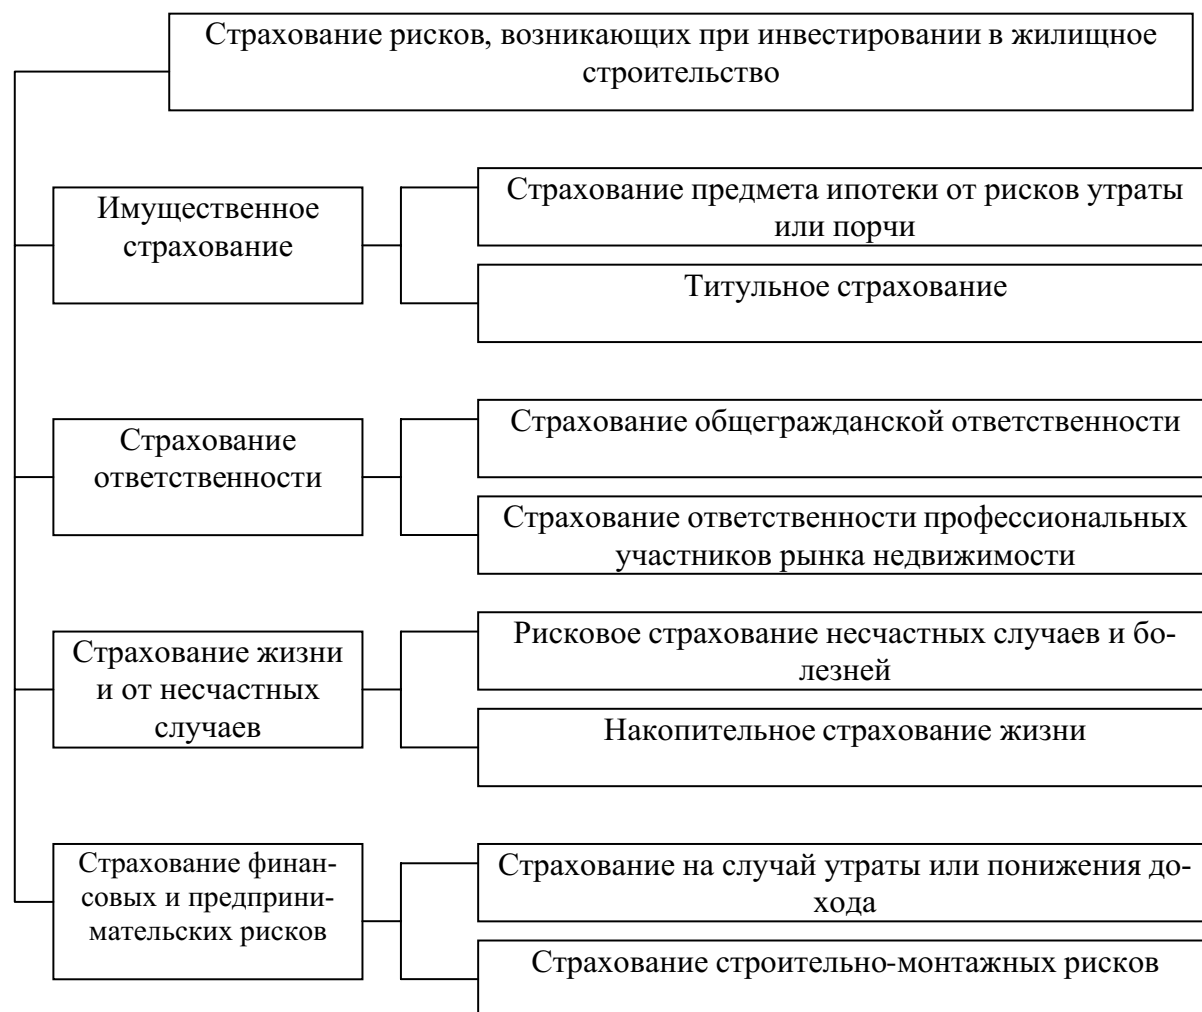 Страхование рисков, возникающих при инвестировании в жилищное
строительство
Имущественное
страхование
Страхование предмета ипотеки от рисков утраты
или порчи
Титульное страхование
Страхование
ответственности
Страхование общегражданской ответственности
Страхование ответственности профессиональных
участников рынка недвижимости
Страхование жизни
и от несчастных
случаев
Рисковое страхование несчастных случаев и бо-
лезней
Накопительное страхование жизни
Страхование финан-
совых и предприни-
мательских рисков
Страхование на случай утраты или понижения до-
хода
Страхование строительно-монтажных рисков